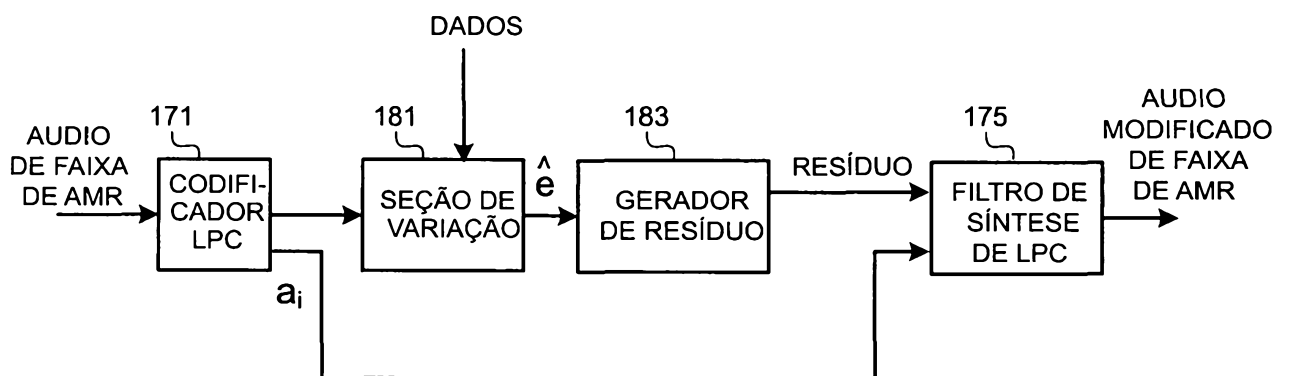 DADOS
AUDIO
DE FAIXA
DE AMR
171
CODIFI-
CADOR
LPC
a_i
181
SEÇÃO DE
VARIAÇÃO
ê
183
GERADOR
DE RESÍDUO
RESÍDUO
175
FILTRO DE
SÍNTESE
DE LPC
AUDIO
MODIFICADO
DE FAIXA
DE AMR